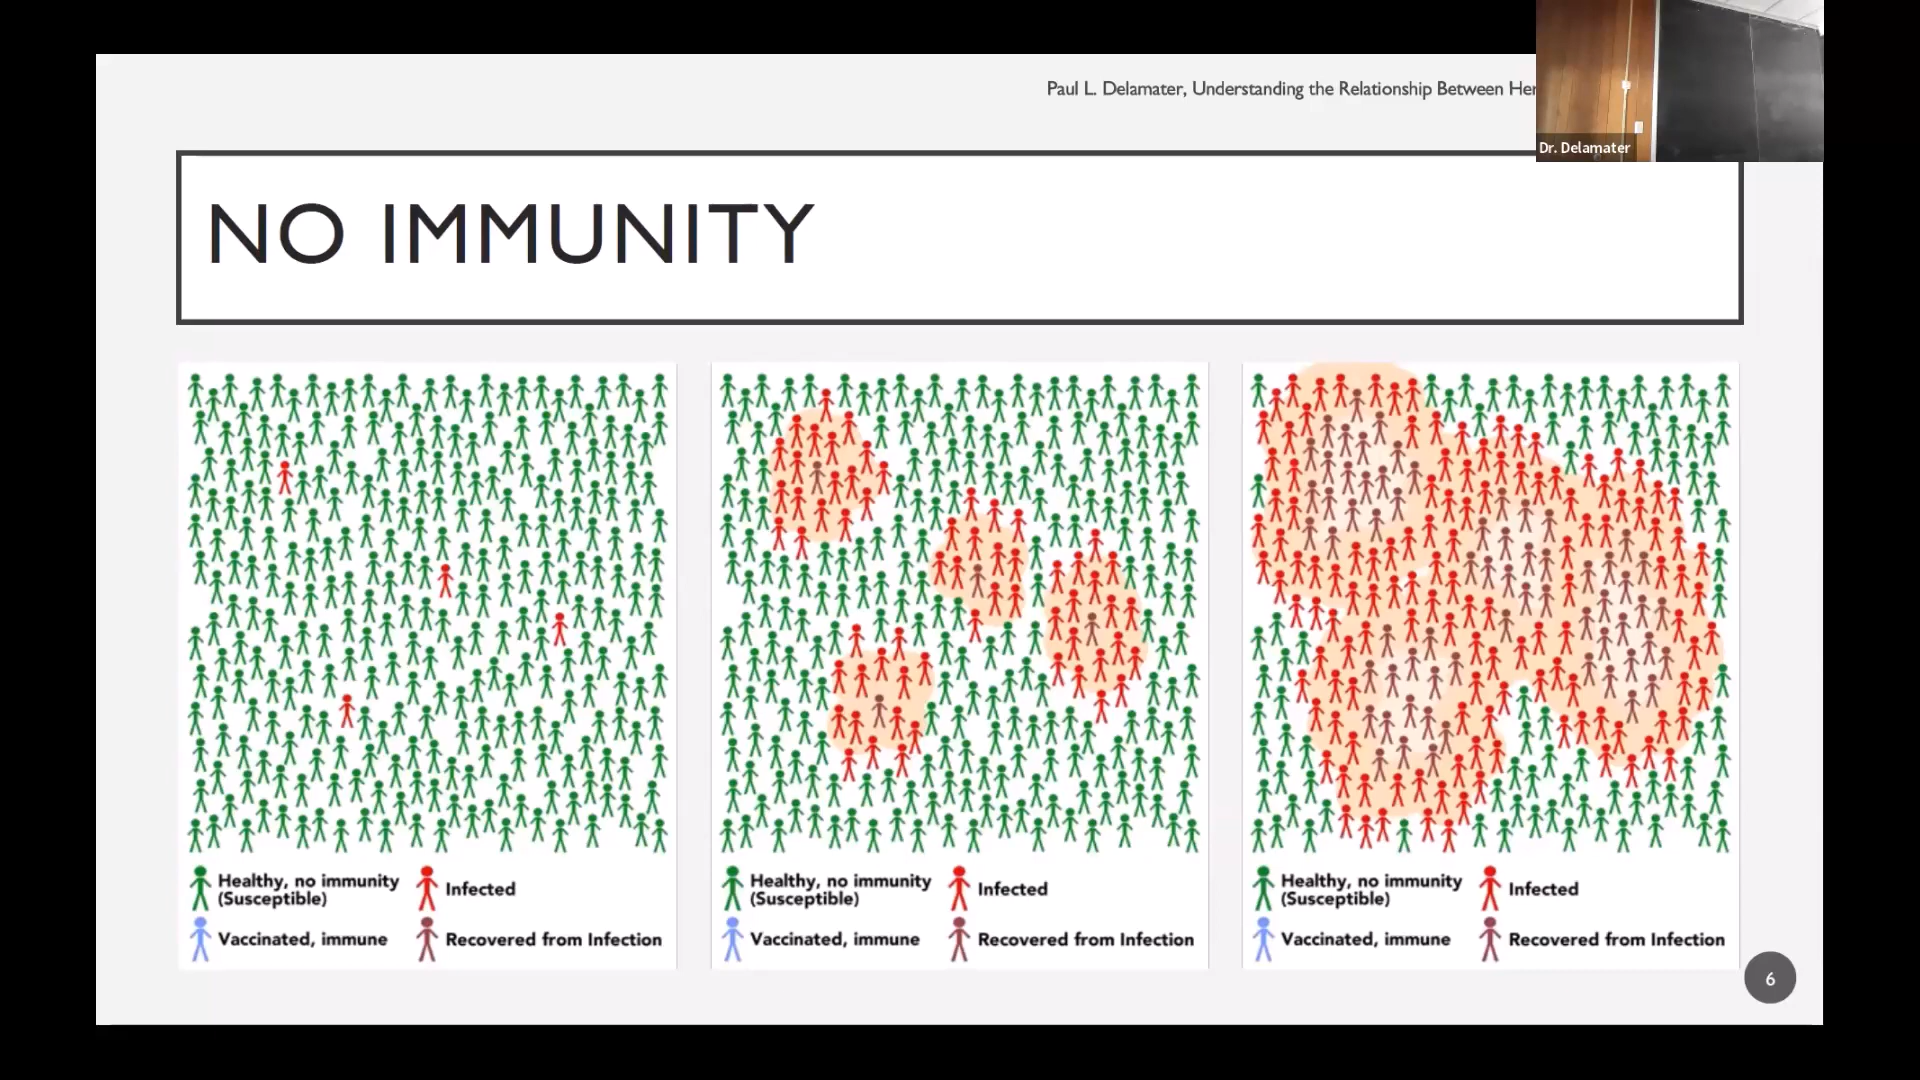 Paul L. Delamater, Understanding the Relationship Between
Dr. Delamater
NO IMMUNITY
Healthy, no immunity
(Susceptible)
Infected
Vaccinated, immune
Recovered from Infection
Healthy, no immunity
(Susceptible)
Infected
Vaccinated, immune
Recovered from Infection
Healthy, no immunity
(Susceptible)
Infected
Vaccinated, immune
Recovered from Infection
6